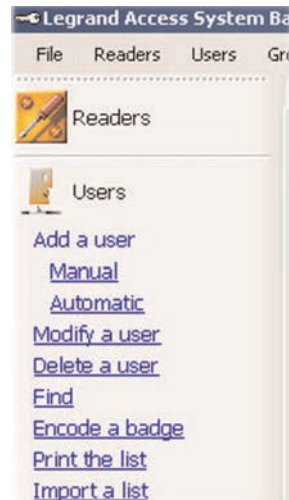 Legrand Access System Ba
File Readers Users Gr
Readers
Users
Add a user
Manual
Automatic
Modify a user
Delete a user
Find
Encode a badge
Print the list
Import a list